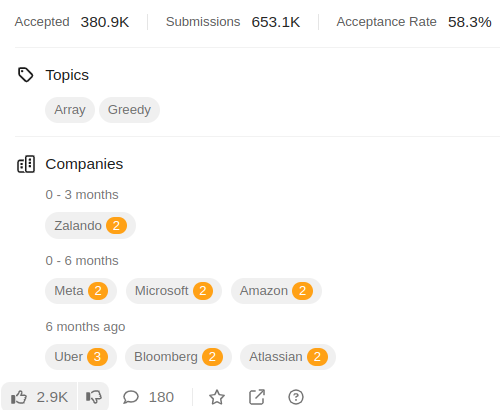 Accepted 380.9K Submissions 653.1K Acceptance Rate 58.3%
Topics
Array Greedy
Companies
0 - 3 months
Zalando 2
0 - 6 months
Meta 2 Microsoft 2 Amazon 2
6 months ago
Uber 3 Bloomberg 2 Atlassian 2
2.9K 180